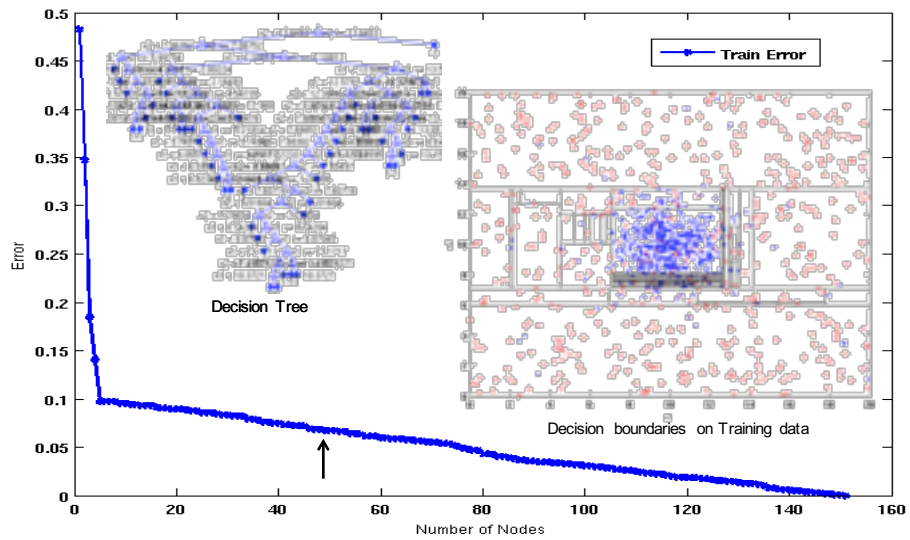 0.5
0.45
0.4
0.35
0.3
0.25
0.2
0.15
0.1
0.05
0
Error
Train Error
Decision Tree
Decision boundaries on Training data
0 20 40 60 80 100 120 140 160
Number of Nodes